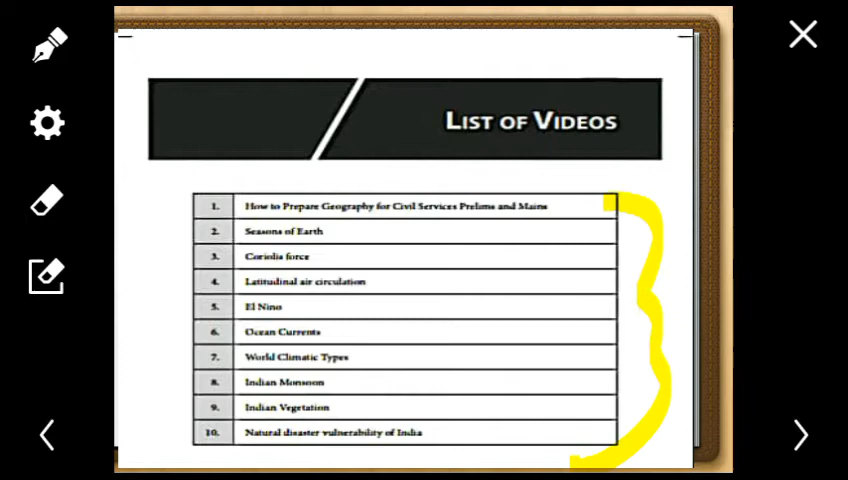 LIST OF VIDEOS
1. How to Prepare Geography for Civil Services Prelims and Mains
2. Seasons of Earth
3. Coriolis force
4. Latitudinal air circulation
5. El Nino
6. Ocean Currents
7. World Climatic Types
8. Indian Monsoon
9. Indian Vegetation
10. Natural disaster vulnerability of India